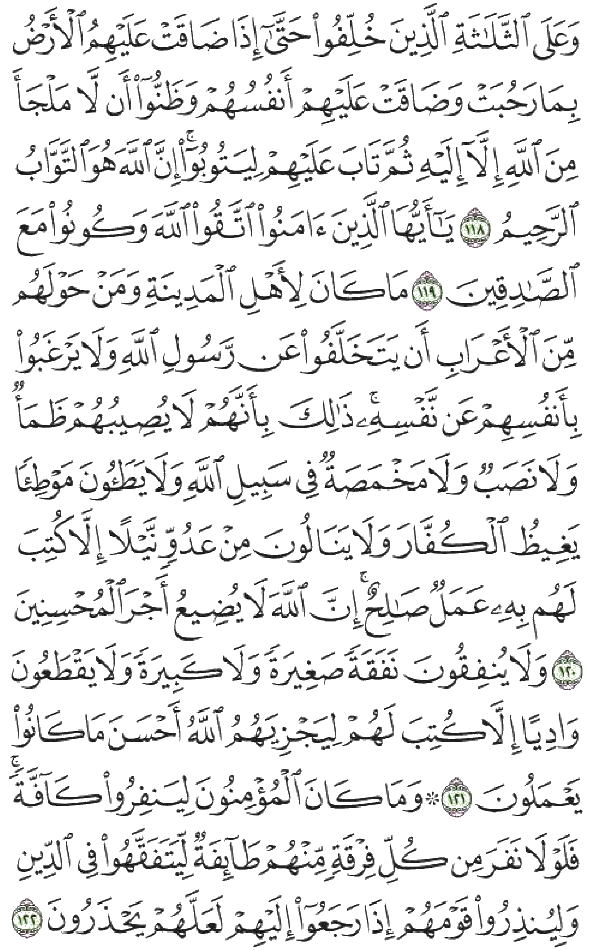 وَعَلَى ٱلثَّلَٰثَةِ ٱلَّذِينَ خُلِّفُوا۟ حَتَّىٰٓ إِذَا ضَاقَتْ عَلَيْهِمُ ٱلْأَرْضُ
بِمَا رَحُبَتْ وَضَاقَتْ عَلَيْهِمْ أَنفُسُهُمْ وَظَنُّوٓا۟ أَن لَّا مَلْجَأَ
مِنَ ٱللَّهِ إِلَّآ إِلَيْهِ ثُمَّ تَابَ عَلَيْهِمْ لِيَتُوبُوٓا۟ ۚ إِنَّ ٱللَّهَ هُوَ ٱلتَّوَّابُ
ٱلرَّحِيمُ ١١٨ يَٰٓأَيُّهَا ٱلَّذِينَ ءَامَنُوا۟ ٱتَّقُوا۟ ٱللَّهَ وَكُونُوا۟ مَعَ
ٱلصَّٰدِقِينَ ١١٩ مَا كَانَ لِأَهْلِ ٱلْمَدِينَةِ وَمَنْ حَوْلَهُم
مِّنَ ٱلْأَعْرَابِ أَن يَتَخَلَّفُوا۟ عَن رَّسُولِ ٱللَّهِ وَلَا يَرْغَبُوا۟
بِأَنفُسِهِمْ عَن نَّفْسِهِۦ ۚ ذَٰلِكَ بِأَنَّهُمْ لَا يُصِيبُهُمْ ظَمَأٌ
وَلَا نَصَبٌ وَلَا مَخْمَصَةٌ فِى سَبِيلِ ٱللَّهِ وَلَا يَطَـُٔونَ مَوْطِئًا
يَغِيظُ ٱلْكُفَّارَ وَلَا يَنَالُونَ مِنْ عَدُوٍّ نَّيْلًا إِلَّا كُتِبَ
لَهُم بِهِۦ عَمَلٌ صَٰلِحٌ ۚ إِنَّ ٱللَّهَ لَا يُضِيعُ أَجْرَ ٱلْمُحْسِنِينَ
١٢٠ وَلَا يُنفِقُونَ نَفَقَةً صَغِيرَةً وَلَا كَبِيرَةً وَلَا يَقْطَعُونَ
وَادِيًا إِلَّا كُتِبَ لَهُمْ لِيَجْزِيَهُمُ ٱللَّهُ أَحْسَنَ مَا كَانُوا۟
يَعْمَلُونَ ١٢١ ۞ وَمَا كَانَ ٱلْمُؤْمِنُونَ لِيَنفِرُوا۟ كَآفَّةً ۚ
فَلَوْلَا نَفَرَ مِن كُلِّ فِرْقَةٍ مِّنْهُمْ طَآئِفَةٌ لِّيَتَفَقَّهُوا۟ فِى ٱلدِّينِ
وَلِيُنذِرُوا۟ قَوْمَهُمْ إِذَا رَجَعُوٓا۟ إِلَيْهِمْ لَعَلَّهُمْ يَحْذَرُونَ ١٢٢